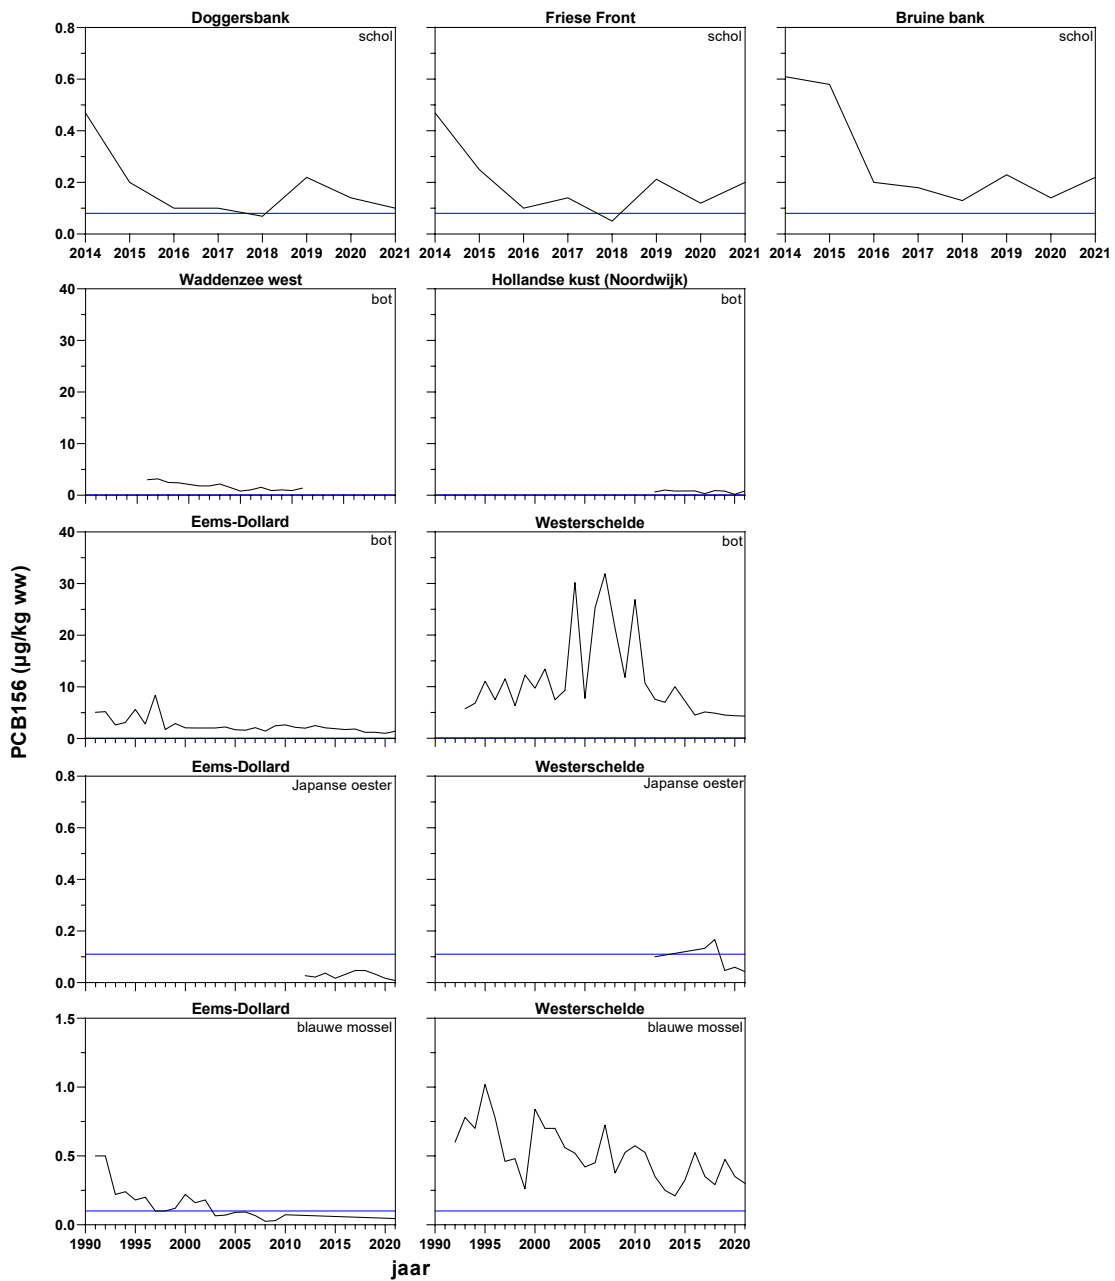 Doggersbank Friese Front Bruine bank
0.8 schol schol schol
0.6
0.4
0.2
0.0
2014 2015 2016 2017 2018 2019 2020 2021 2014 2015 2016 2017 2018 2019 2020 2021 2014 2015 2016 2017 2018 2019 2020 2021
Waddenzee west Hollandse kust (Noordwijk)
40 bot bot
30
20
10
0
Eems-Dollard Westerschelde
40 bot bot
30
20
10
0
PCB156 (µg/kg ww)
Eems-Dollard Westerschelde
0.8 Japanse oester Japanse oester
0.6
0.4
0.2
0.0
Eems-Dollard Westerschelde
1.5 blauwe mossel blauwe mossel
1.0
0.5
0.0
1990 1995 2000 2005 2010 2015 2020 1990 1995 2000 2005 2010 2015 2020
jaar